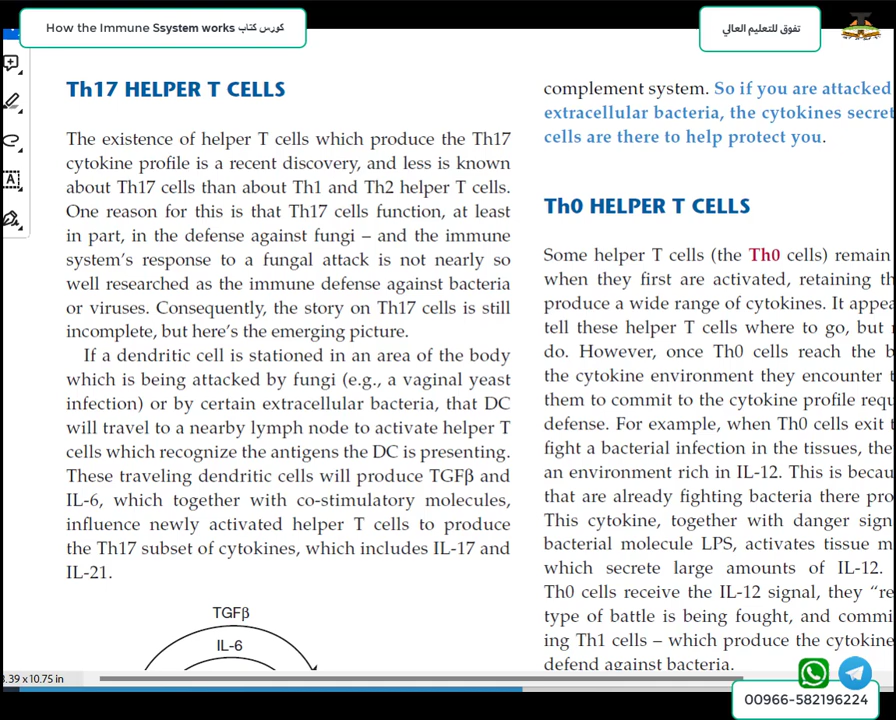 How the Immune Ssystem works كورس كتاب
تفوق للتعليم العالي
Th17 HELPER T CELLS
The existence of helper T cells which produce the Th17
cytokine profile is a recent discovery, and less is known
about Th17 cells than about Th1 and Th2 helper T cells.
One reason for this is that Th17 cells function, at least
in part, in the defense against fungi – and the immune
system's response to a fungal attack is not nearly so
well researched as the immune defense against bacteria
or viruses. Consequently, the story on Th17 cells is still
incomplete, but here's the emerging picture.
If a dendritic cell is stationed in an area of the body
which is being attacked by fungi (e.g., a vaginal yeast
infection) or by certain extracellular bacteria, that DC
will travel to a nearby lymph node to activate helper T
cells which recognize the antigens the DC is presenting.
These traveling dendritic cells will produce TGFβ and
IL-6, which together with co-stimulatory molecules,
influence newly activated helper T cells to produce
the Th17 subset of cytokines, which includes IL-17 and
IL-21.
TGFβ
IL-6
complement system. So if you are attacked
extracellular bacteria, the cytokines secre
cells are there to help protect you.
Th0 HELPER T CELLS
Some helper T cells (the Th0 cells) remain
when they first are activated, retaining th
produce a wide range of cytokines. It appea
tell these helper T cells where to go, but
do. However, once Th0 cells reach the b
the cytokine environment they encounter
them to commit to the cytokine profile requ
defense. For example, when Th0 cells exit t
fight a bacterial infection in the tissues, the
an environment rich in IL-12. This is becau
that are already fighting bacteria there pro
This cytokine, together with danger sign
bacterial molecule LPS, activates tissue m
which secrete large amounts of IL-12.
Th0 cells receive the IL-12 signal, they "re
type of battle is being fought, and commi
ing Th1 cells – which produce the cytokine
defend against bacteria.
3.39 x 10.75 in
00966-582196224